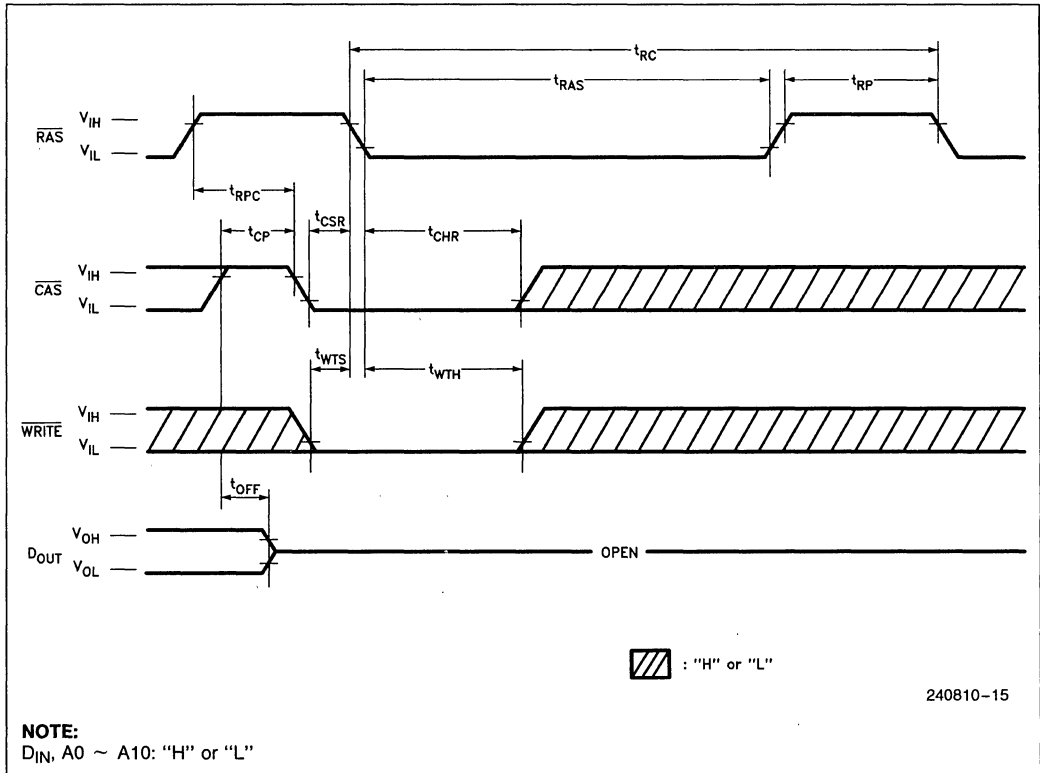 tRC
tRAS
tRP
RAS VIH
VIL
tRPC
tCP
tCSR
tCHR
CAS VIH
VIL
tWTS
tWTH
WRITE VIH
VIL
tOFF
DOUT VOH
VOL
OPEN
: "H" or "L"
240810–15
NOTE:
DIN, A0 ~ A10: "H" or "L"